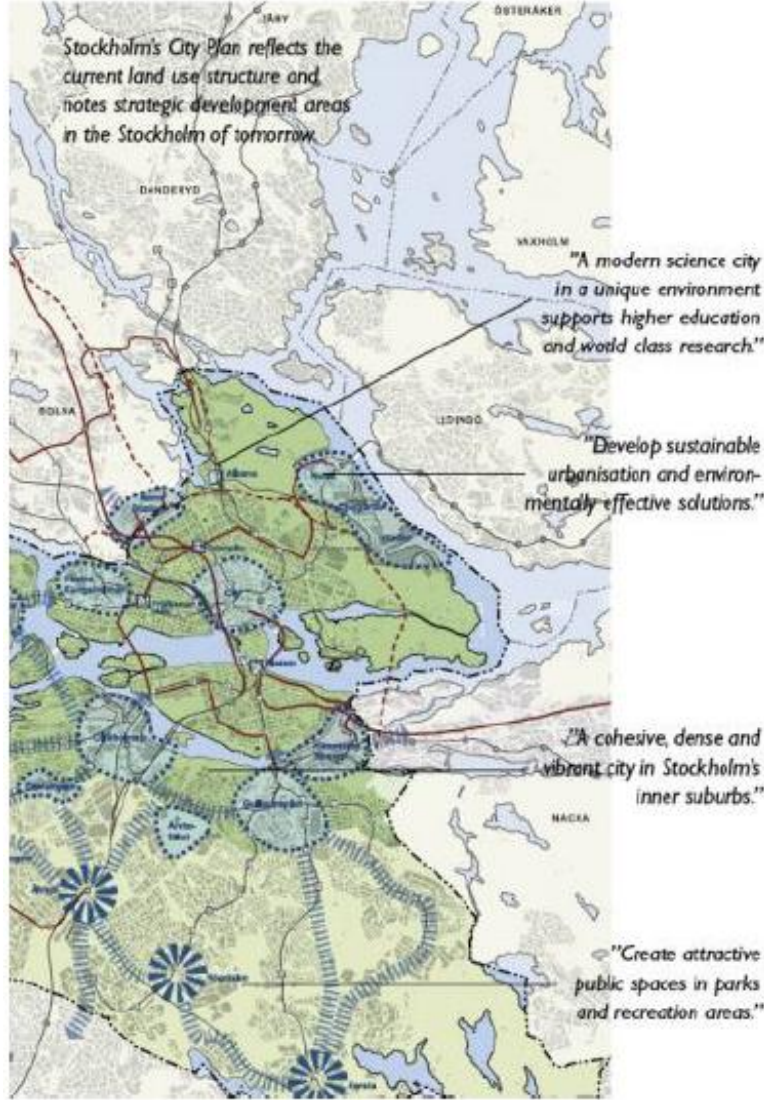 TÄBY
ÖSTERÅKER
Stockholm's City Plan reflects the
current land use structure and
notes strategic development areas
in the Stockholm of tomorrow.
DANDERYD
VAXHOLM
"A modern science city
in a unique environment
supports higher education
and world class research."
SOLNA
LIDINGÖ
"Develop sustainable
urbanisation and environ-
mentally effective solutions."
Albano
City
"A cohesive, dense and
vibrant city in Stockholm's
inner suburbs."
NACKA
"Create attractive
public spaces in parks
and recreation areas."